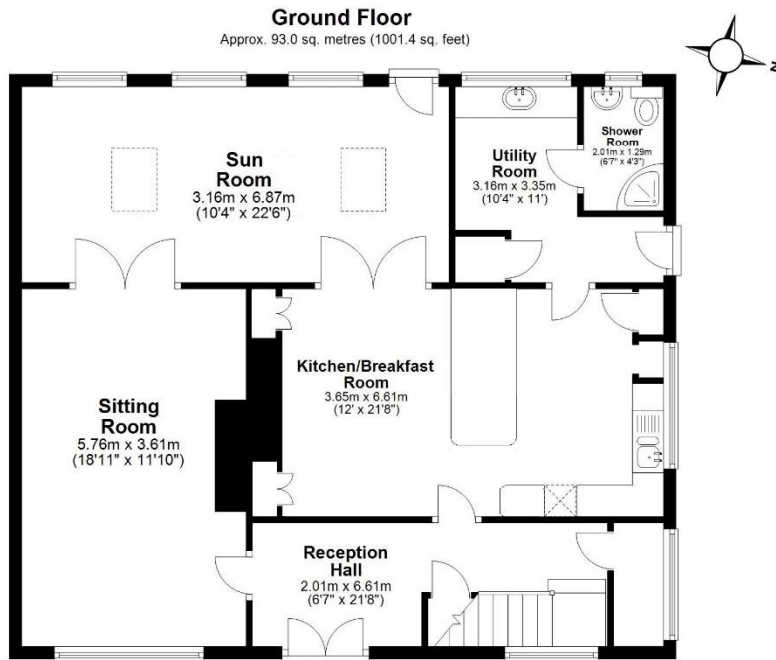 Ground Floor
Approx. 93.0 sq. metres (1001.4 sq. feet)
N
Sun
Room
3.16m x 6.87m
(10'4" x 22'6")
Utility
Room
3.16m x 3.35m
(10'4" x 11')
Shower
Room
2.01m x 1.29m
(6'7" x 4'3")
Sitting
Room
5.76m x 3.61m
(18'11" x 11'10")
Kitchen/Breakfast
Room
3.65m x 6.61m
(12' x 21'8")
Reception
Hall
2.01m x 6.61m
(6'7" x 21'8")